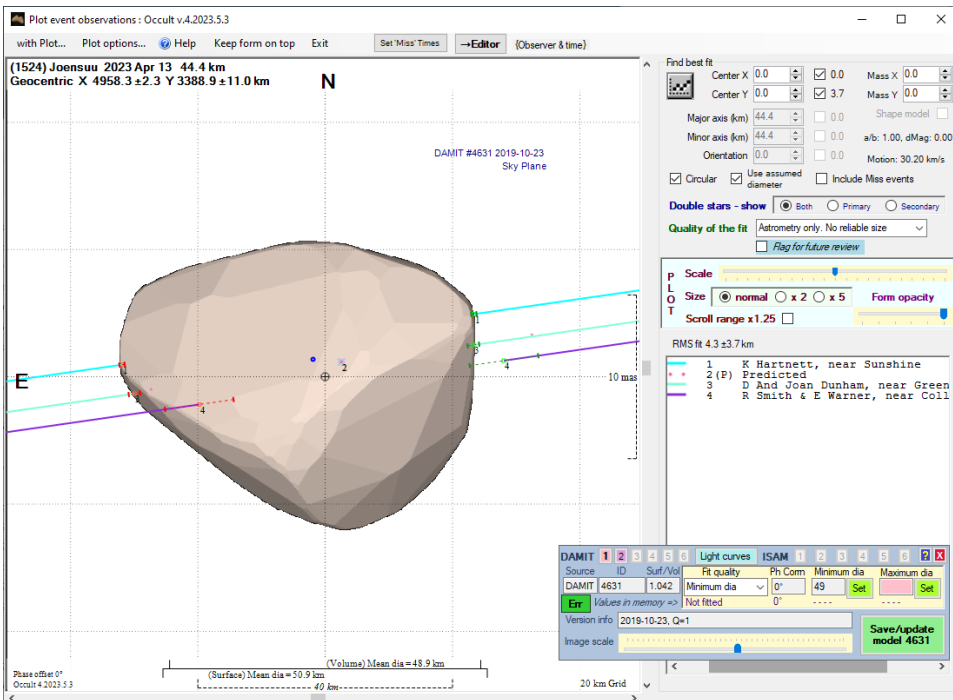 Plot event observations : Occult v.4.2023.5.3
with Plot... Plot options... Help Keep form on top Exit Set 'Miss' Times →Editor {Observer & time}
(1524) Joensuu 2023 Apr 13 44.4 km
Geocentric X 4958.3 ±2.3 Y 3388.9 ±11.0 km
N
DAMIT #4631 2019-10-23
Sky Plane
1
3
4
2
1
4
E
10 mas
(Volume) Mean dia = 48.9 km
(Surface) Mean dia = 50.9 km
40 km
Phase offset 0°
Occult 4.2023.5.3
20 km Grid
Find best fit
Center X 0.0 0.0 Mass X 0.0
Center Y 0.0 3.7 Mass Y 0.0
Major axis (km) 44.4 0.0 Shape model
Minor axis (km) 44.4 0.0 a/b: 1.00, dMag: 0.00
Orientation 0.0 0.0 Motion: 30.20 km/s
Circular Use assumed diameter Include Miss events
Double stars - show Both Primary Secondary
Quality of the fit Astrometry only. No reliable size
Flag for future review
PLOT
Scale
Size normal x 2 x 5 Form opacity
Scroll range x1.25
RMS fit 4.3 ±3.7 km
1 K Hartnett, near Sunshine
2(P) Predicted
3 D And Joan Dunham, near Green
4 R Smith & E Warner, near Coll
DAMIT 1 2 3 4 5 6 Light curves ISAM 1 2 3 4 5 6 ? X
Source ID Surf/Vol Fit quality Ph Corrn Minimum dia Maximum dia
DAMIT 4631 1.042 Minimum dia 0° 49 Set Set
Err Values in memory => Not fitted 0° ---- ----
Version info 2019-10-23, Q=1
Image scale
Save/update
model 4631